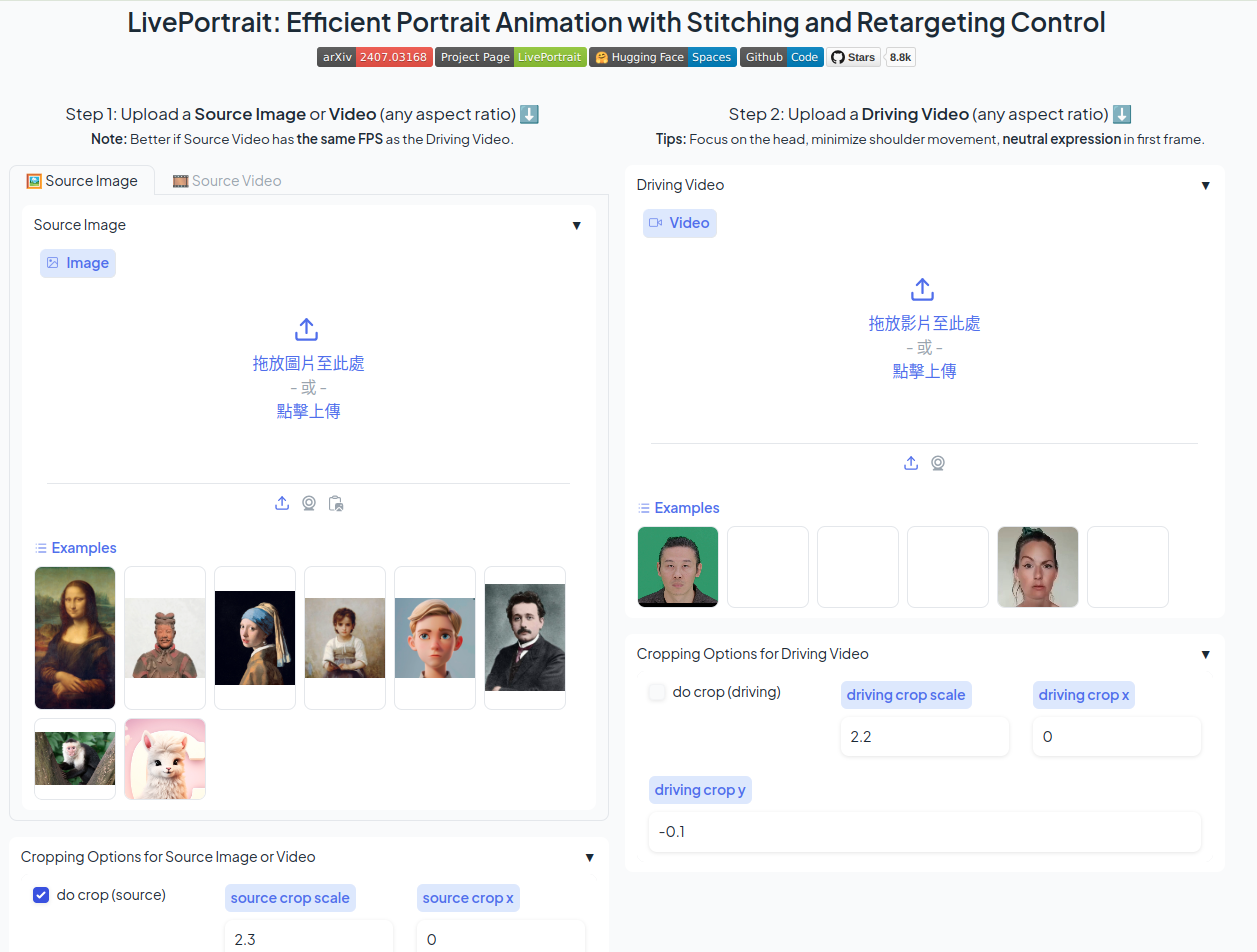 LivePortrait: Efficient Portrait Animation with Stitching and Retargeting Control
arXiv 2407.03168 Project Page LivePortrait 🤗 Hugging Face Spaces Github Code Stars 8.8k
Step 1: Upload a Source Image or Video (any aspect ratio) ⬇️
Note: Better if Source Video has the same FPS as the Driving Video.
🖼️ Source Image 🎞️ Source Video
Source Image ▼
Image
拖放圖片至此處
- 或 -
點擊上傳
Examples
Cropping Options for Source Image or Video ▼
do crop (source) source crop scale source crop x
2.3 0
Step 2: Upload a Driving Video (any aspect ratio) ⬇️
Tips: Focus on the head, minimize shoulder movement, neutral expression in first frame.
Driving Video ▼
Video
拖放影片至此處
- 或 -
點擊上傳
Examples
Cropping Options for Driving Video ▼
do crop (driving) driving crop scale driving crop x
2.2 0
driving crop y
-0.1